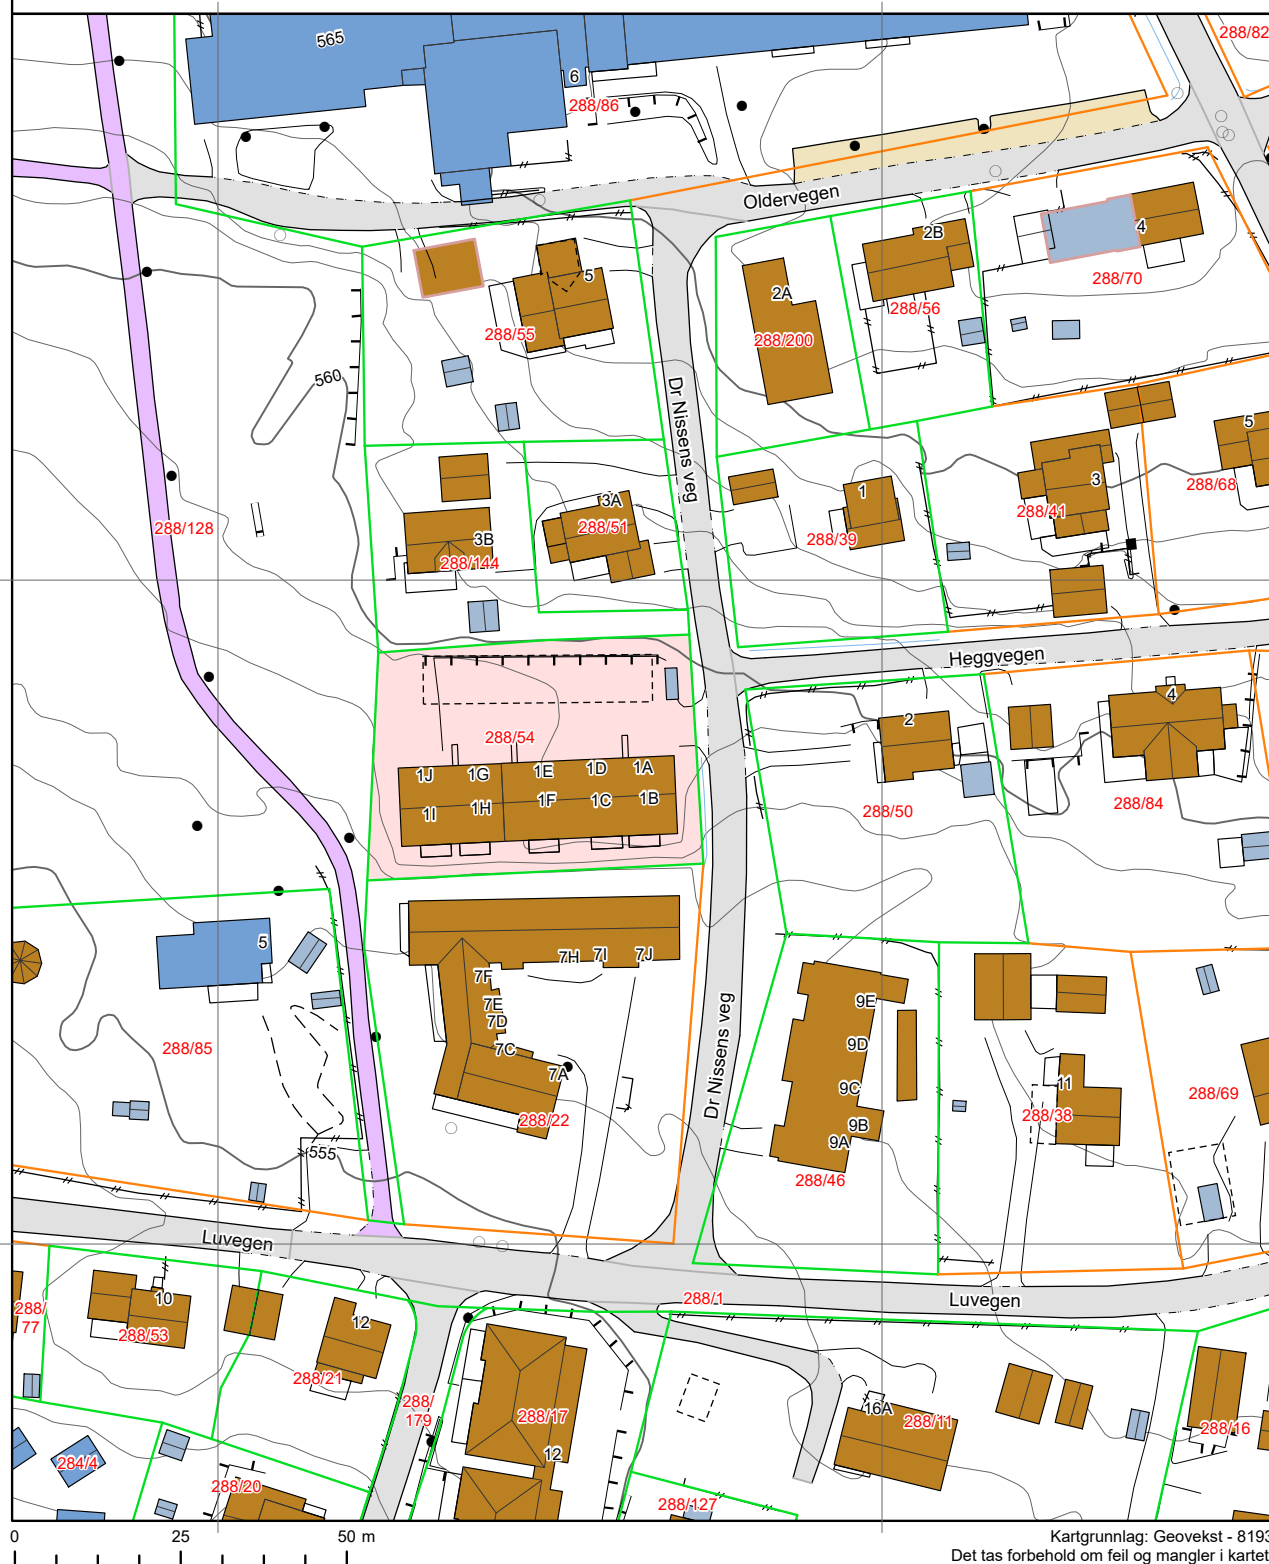 565
6
288/86
288/82
Oldervegen
2B
4
288/70
5
2A
288/56
288/55
288/200
560
Dr Nissens veg
5
3
288/68
1
3A
288/41
288/128
288/51
288/39
3B
288/144
Heggvegen
4
2
288/54
1J
1G
1E
1D
1A
1I
1H
1F
1C
1B
288/84
288/50
5
7H
7I
7J
7F
7E
7D
7C
7A
9E
9D
9C
9B
9A
Dr Nissens veg
288/85
11
288/38
288/69
288/22
555
288/46
Luvegen
288/1
Luvegen
288/
77
10
288/53
12
288/21
288/
179
288/17
12
16A
288/11
288/16
284/4
288/20
288/127
0 25 50 m
Kartgrunnlag: Geovekst - 8193
Det tas forbehold om feil og mangler i kartet